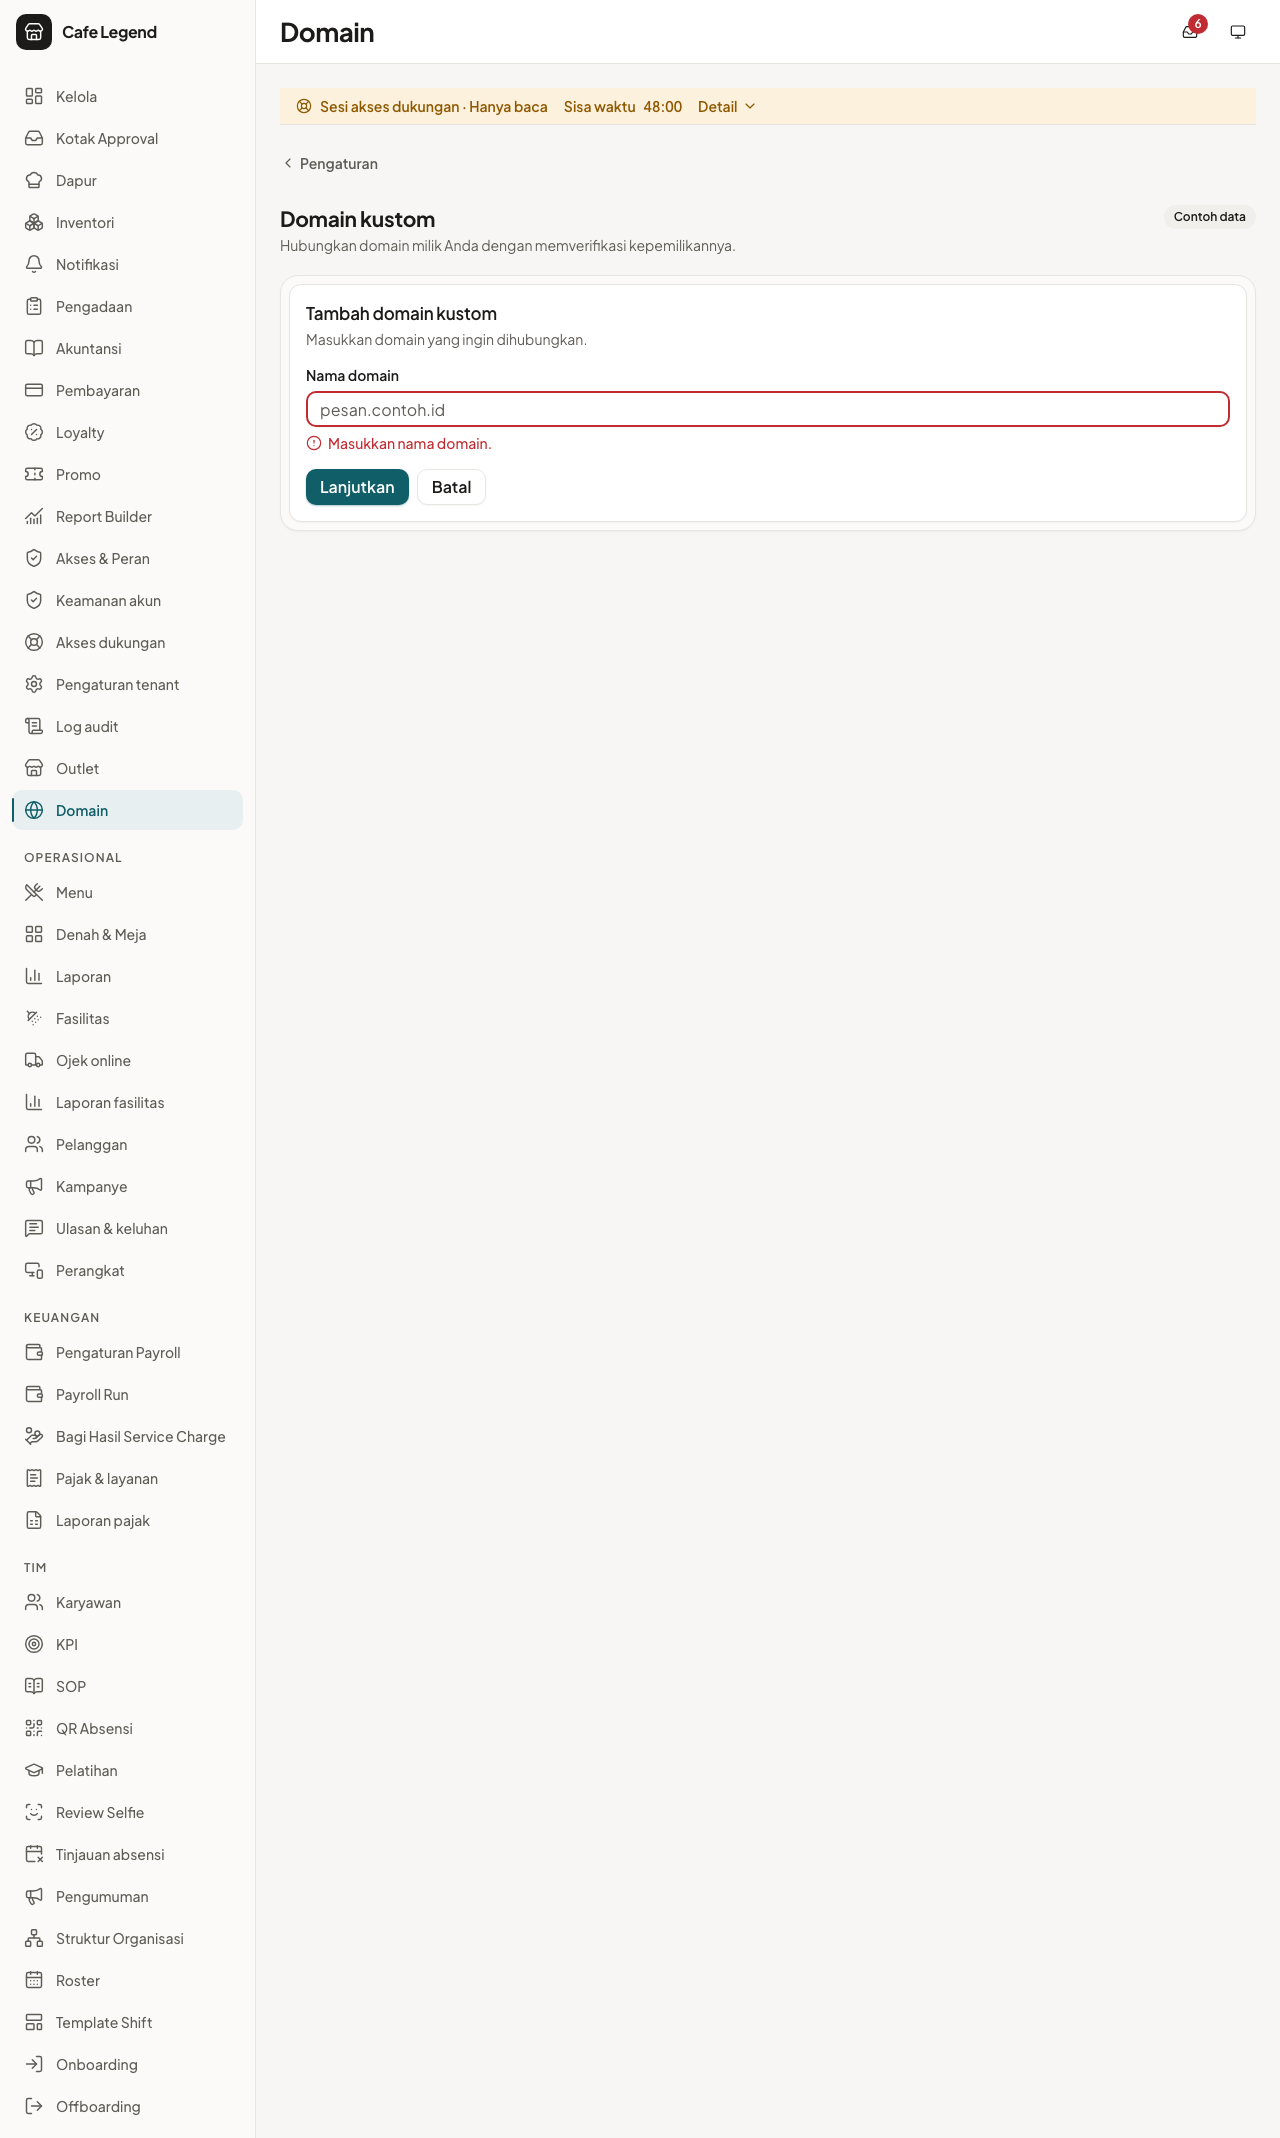 Cafe Legend
Kelola
Kotak Approval
Dapur
Inventori
Notifikasi
Pengadaan
Akuntansi
Pembayaran
Loyalty
Promo
Report Builder
Akses & Peran
Keamanan akun
Akses dukungan
Pengaturan tenant
Log audit
Outlet
Domain
OPERASIONAL
Menu
Denah & Meja
Laporan
Fasilitas
Ojek online
Laporan fasilitas
Pelanggan
Kampanye
Ulasan & keluhan
Perangkat
KEUANGAN
Pengaturan Payroll
Payroll Run
Bagi Hasil Service Charge
Pajak & layanan
Laporan pajak
TIM
Karyawan
KPI
SOP
QR Absensi
Pelatihan
Review Selfie
Tinjauan absensi
Pengumuman
Struktur Organisasi
Roster
Template Shift
Onboarding
Offboarding
Domain
6
Sesi akses dukungan · Hanya baca Sisa waktu 48:00 Detail
Pengaturan
Domain kustom
Contoh data
Hubungkan domain milik Anda dengan memverifikasi kepemilikannya.
Tambah domain kustom
Masukkan domain yang ingin dihubungkan.
Nama domain
pesan.contoh.id
Masukkan nama domain.
Lanjutkan Batal